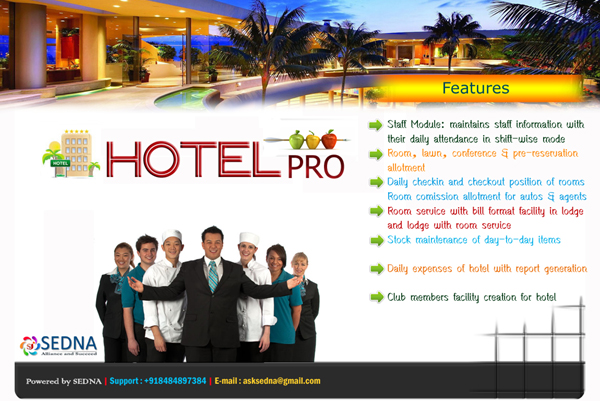 Features
HOTEL
HOTEL PRO
Staff Module: maintains staff information with
their daily attendance in shift-wise mode
Room, lawn, conference & pre-reservation
allotment
Daily checkin and checkout position of rooms
Room comission allotment for autos & agents
Room service with bill format facility in lodge
and lodge with room service
Stock maintenance of day-to-day items
Daily expenses of hotel with report generation
Club members facility creation for hotel
SEDNA
Alliance and Succeed
Powered by SEDNA | Support : +918484897384 | E-mail : asksedna@gmail.com